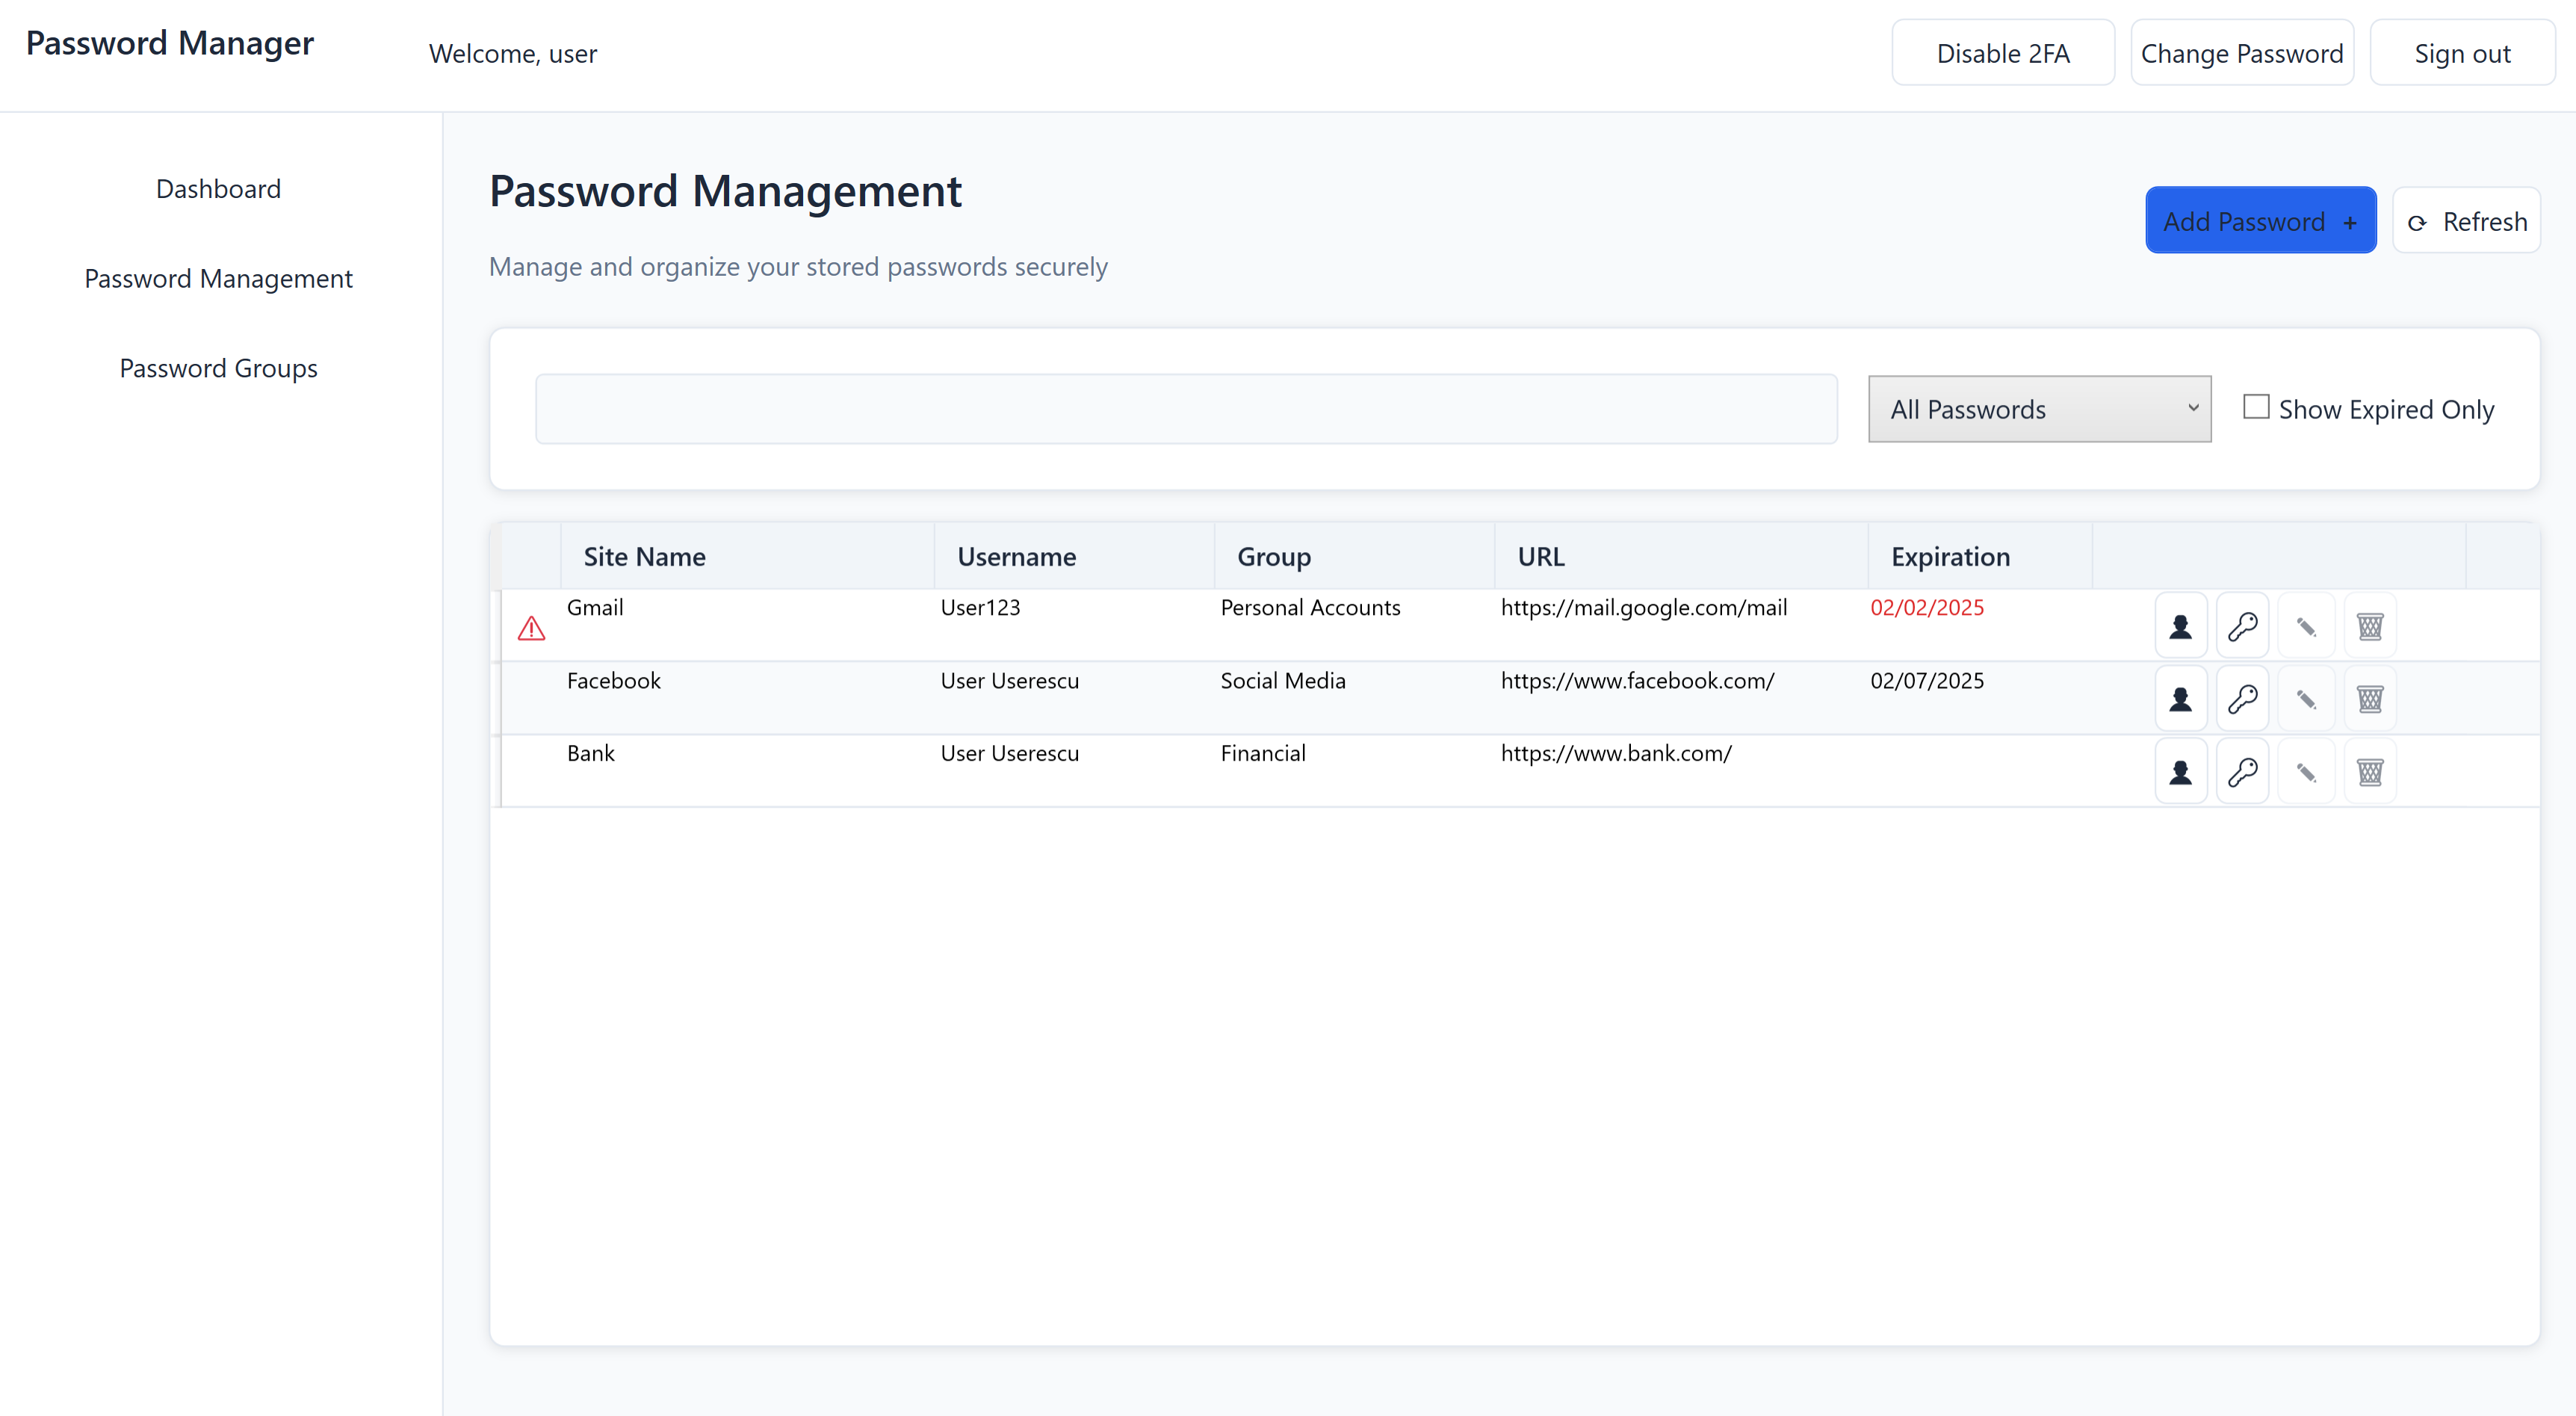 Password Manager
Welcome, user
Disable 2FA
Change Password
Sign out
Dashboard
Password Management
Password Groups
Password Management
Manage and organize your stored passwords securely
Add Password +
⟳ Refresh
All Passwords
Show Expired Only
Site Name Username Group URL Expiration
Gmail User123 Personal Accounts https://mail.google.com/mail 02/02/2025
Facebook User Userescu Social Media https://www.facebook.com/ 02/07/2025
Bank User Userescu Financial https://www.bank.com/